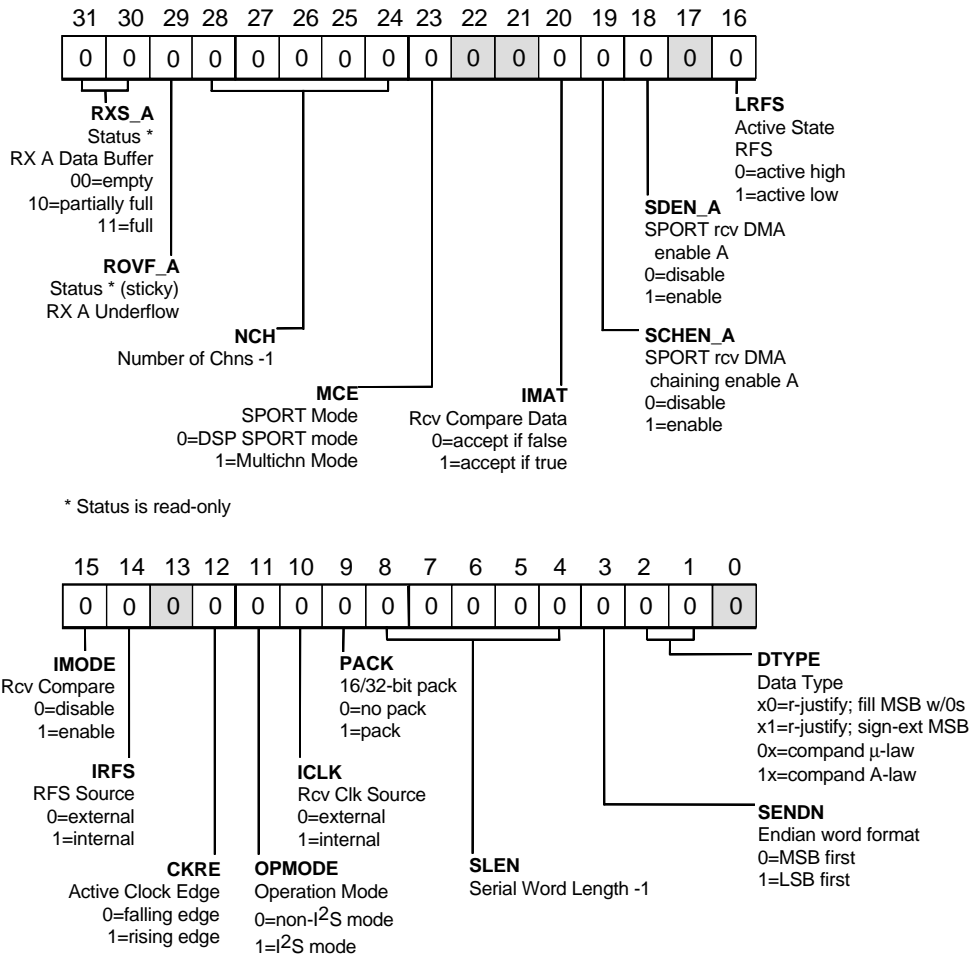 31 30 29 28 27 26 25 24 23 22 21 20 19 18 17 16
0 0 0 0 0 0 0 0 0 0 0 0 0 0 0 0
RXS_A
Status *
RX A Data Buffer
00=empty
10=partially full
11=full
ROVF_A
Status * (sticky)
RX A Underflow
NCH
Number of Chns -1
MCE
SPORT Mode
0=DSP SPORT mode
1=Multichn Mode
IMAT
Rcv Compare Data
0=accept if false
1=accept if true
LRFS
Active State
RFS
0=active high
1=active low
SDEN_A
SPORT rcv DMA
enable A
0=disable
1=enable
SCHEN_A
SPORT rcv DMA
chaining enable A
0=disable
1=enable
* Status is read-only
15 14 13 12 11 10 9 8 7 6 5 4 3 2 1 0
0 0 0 0 0 0 0 0 0 0 0 0 0 0 0 0
IMODE
Rcv Compare
0=disable
1=enable
IRFS
RFS Source
0=external
1=internal
CKRE
Active Clock Edge
0=falling edge
1=rising edge
OPMODE
Operation Mode
0=non-I2S mode
1=I2S mode
PACK
16/32-bit pack
0=no pack
1=pack
ICLK
Rcv Clk Source
0=external
1=internal
SLEN
Serial Word Length -1
DTYPE
Data Type
x0=r-justify; fill MSB w/0s
x1=r-justify; sign-ext MSB
0x=compand μ-law
1x=compand A-law
SENDN
Endian word format
0=MSB first
1=LSB first